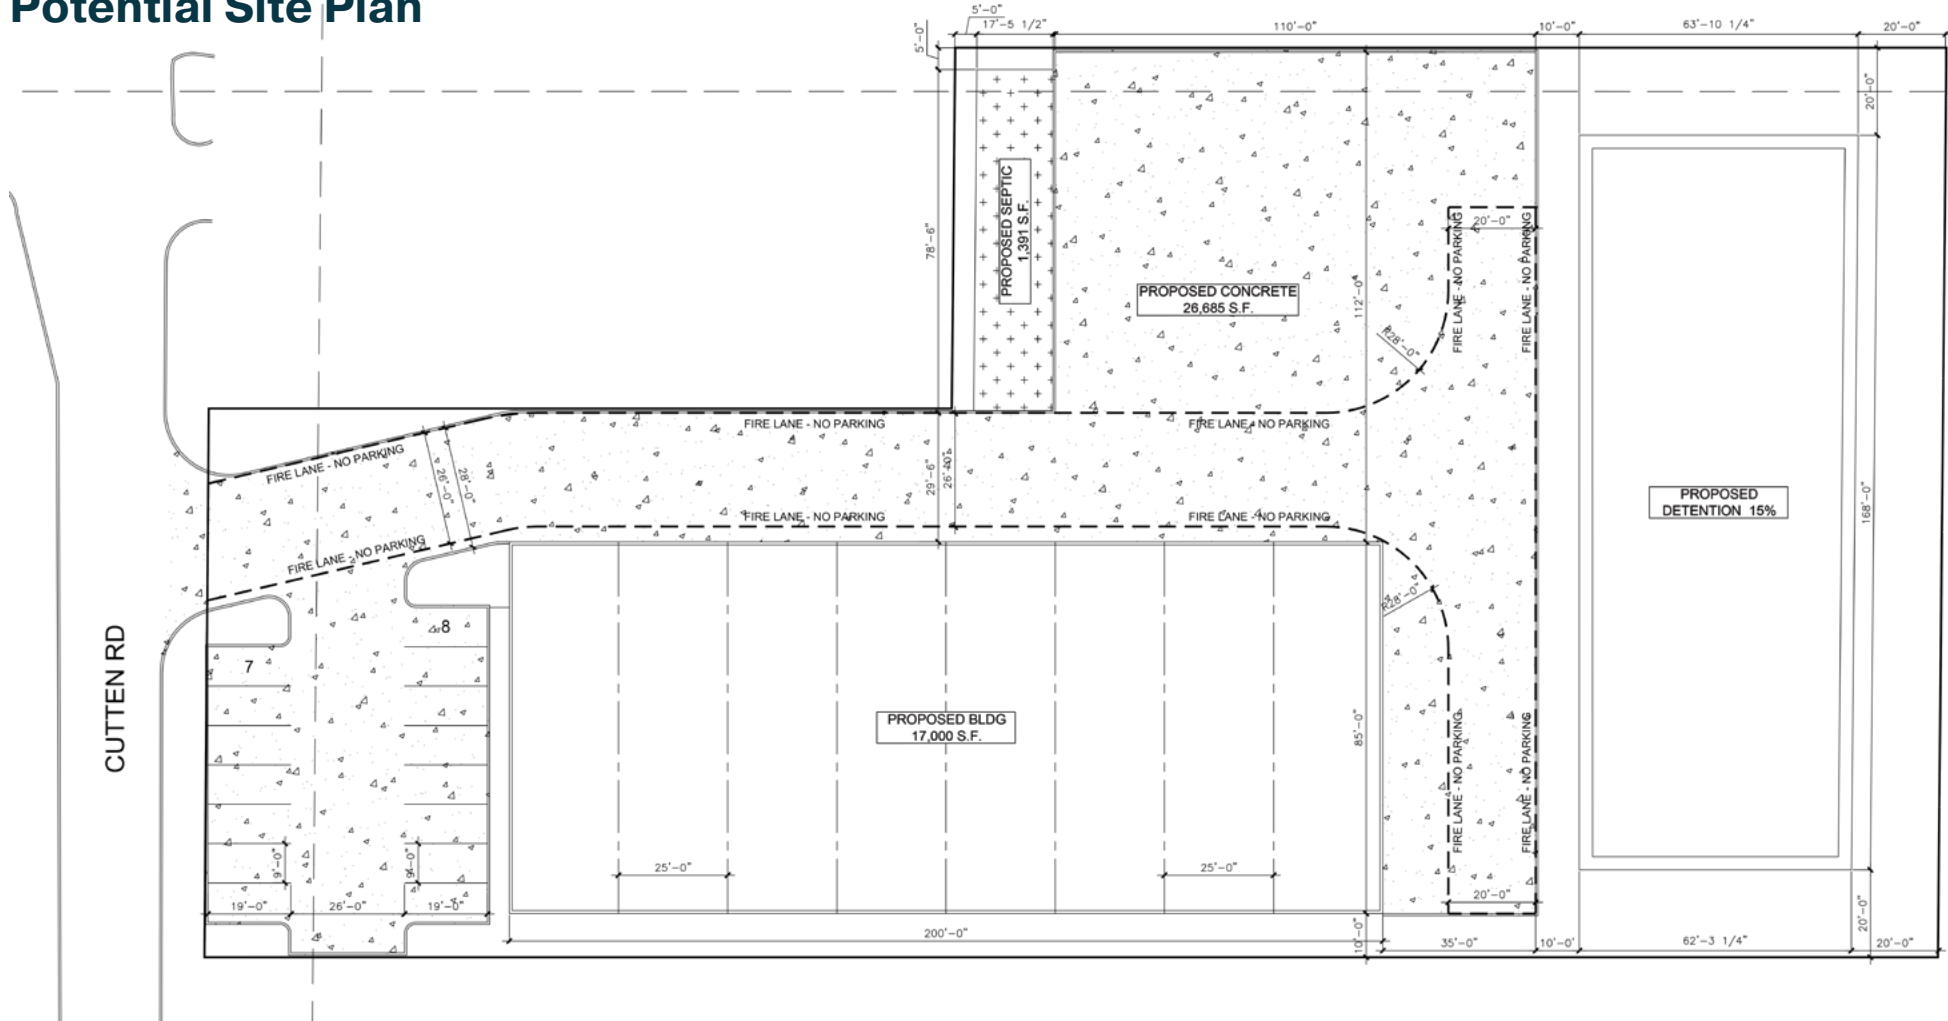 Potential Site Plan
5'-0"
17'-5 1/2"
110'-0"
10'-0"
63'-10 1/4"
20'-0"
5'-0"
20'-0"
PROPOSED SEPTIC
1,391 S.F.
78'-6"
20'-0"
FIRE LANE - NO PARKING
FIRE LANE - NO PARKING
PROPOSED CONCRETE
26,685 S.F.
112'-0"
R28'-0"
FIRE LANE - NO PARKING
FIRE LANE - NO PARKING
FIRE LANE - NO PARKING
26'-0"
28'-0"
29'-6"
26'-0"
PROPOSED
DETENTION 15%
168'-0"
FIRE LANE - NO PARKING
FIRE LANE - NO PARKING
FIRE LANE - NO PARKING
R28'-0"
CUTTEN RD
7
8
PROPOSED BLDG
17,000 S.F.
85'-0"
FIRE LANE - NO PARKING
FIRE LANE - NO PARKING
9'-0"
9'-0"
25'-0"
25'-0"
19'-0"
26'-0"
19'-0"
20'-0"
200'-0"
10'-0"
35'-0"
10'-0"
62'-3 1/4"
20'-0"
20'-0"